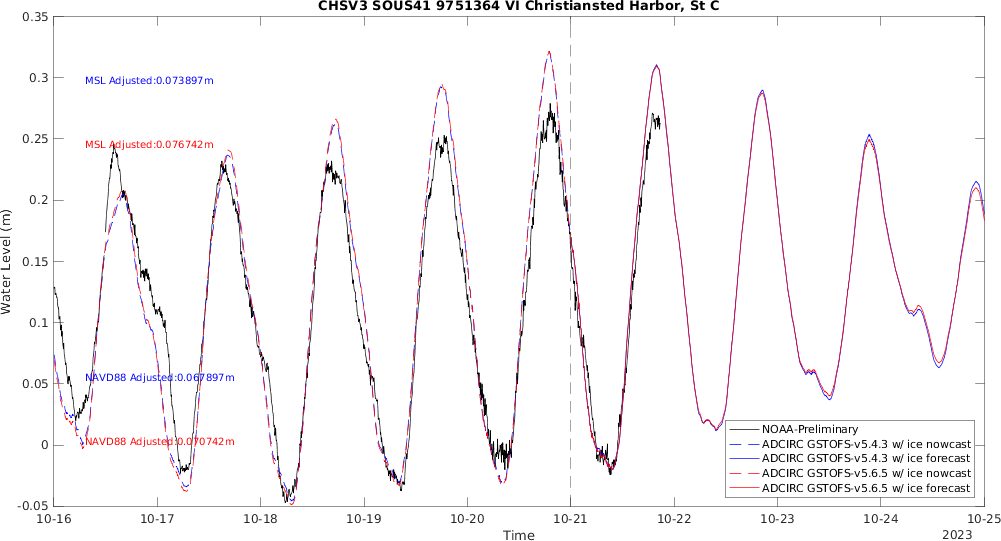 CHSV3 SOUS41 9751364 VI Christiansted Harbor, St C
0.35
0.3
0.25
0.2
0.15
0.1
0.05
0
-0.05
Water Level (m)
MSL Adjusted:0.073897m
MSL Adjusted:0.076742m
NAVD88 Adjusted:0.067897m
NAVD88 Adjusted:0.070742m
NOAA-Preliminary
ADCIRC GSTOFS-v5.4.3 w/ ice nowcast
ADCIRC GSTOFS-v5.4.3 w/ ice forecast
ADCIRC GSTOFS-v5.6.5 w/ ice nowcast
ADCIRC GSTOFS-v5.6.5 w/ ice forecast
10-16 10-17 10-18 10-19 10-20 10-21 10-22 10-23 10-24 10-25
Time
2023